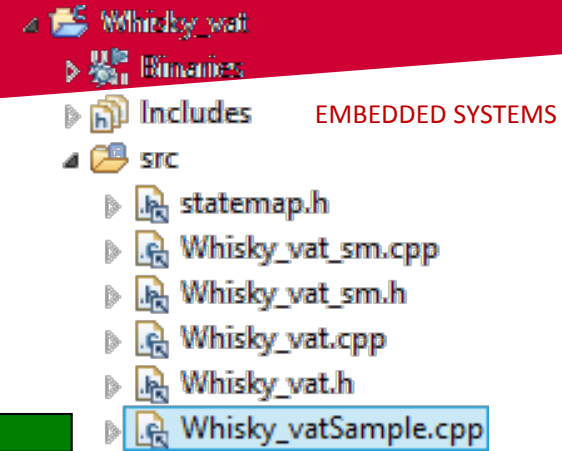 Whisky_vat
Binaries
Includes
EMBEDDED SYSTEMS
src
statemap.h
Whisky_vat_sm.cpp
Whisky_vat_sm.h
Whisky_vat.cpp
Whisky_vat.h
Whisky_vatSample.cpp